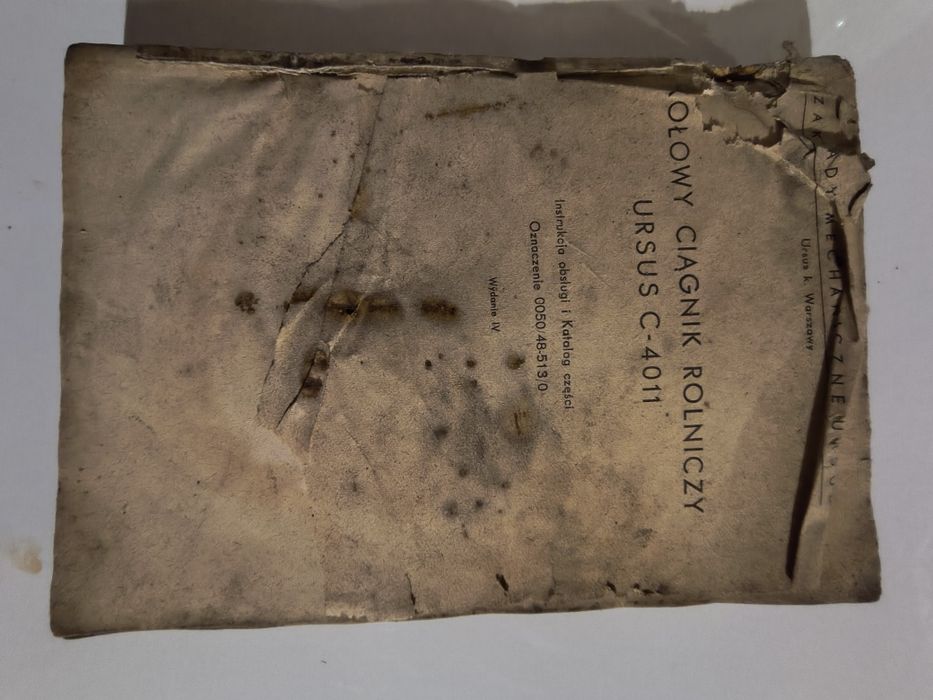 ZAKŁADY MECHANICZNE URSUS
Ursus k. Warszawy
KOŁOWY CIĄGNIK ROLNICZY
URSUS C-4011
Instrukcja obsługi i Katalog części
Oznaczenie 0050/48-513/0
Wydanie IV